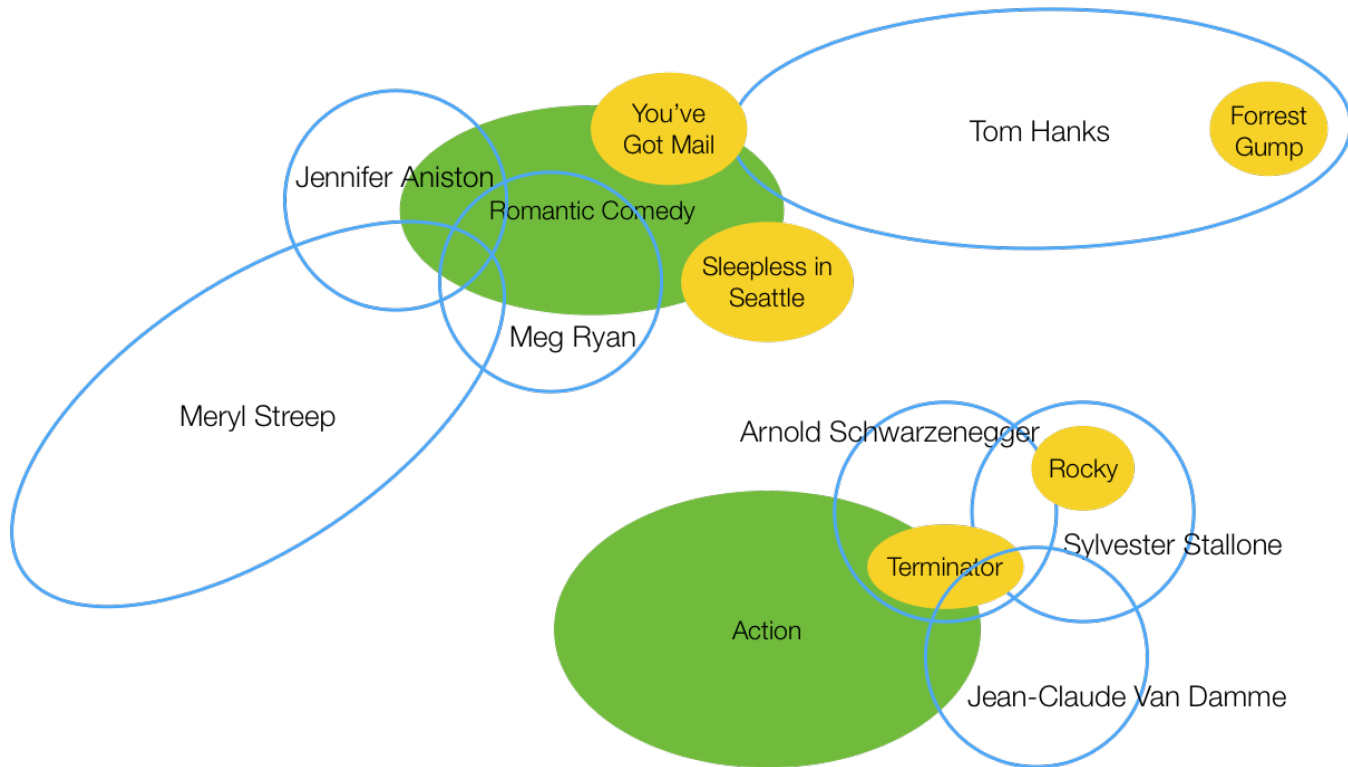 You've
Got Mail
Tom Hanks
Forrest
Gump
Jennifer Aniston
Romantic Comedy
Sleepless in
Seattle
Meg Ryan
Meryl Streep
Arnold Schwarzenegger
Rocky
Sylvester Stallone
Terminator
Action
Jean-Claude Van Damme